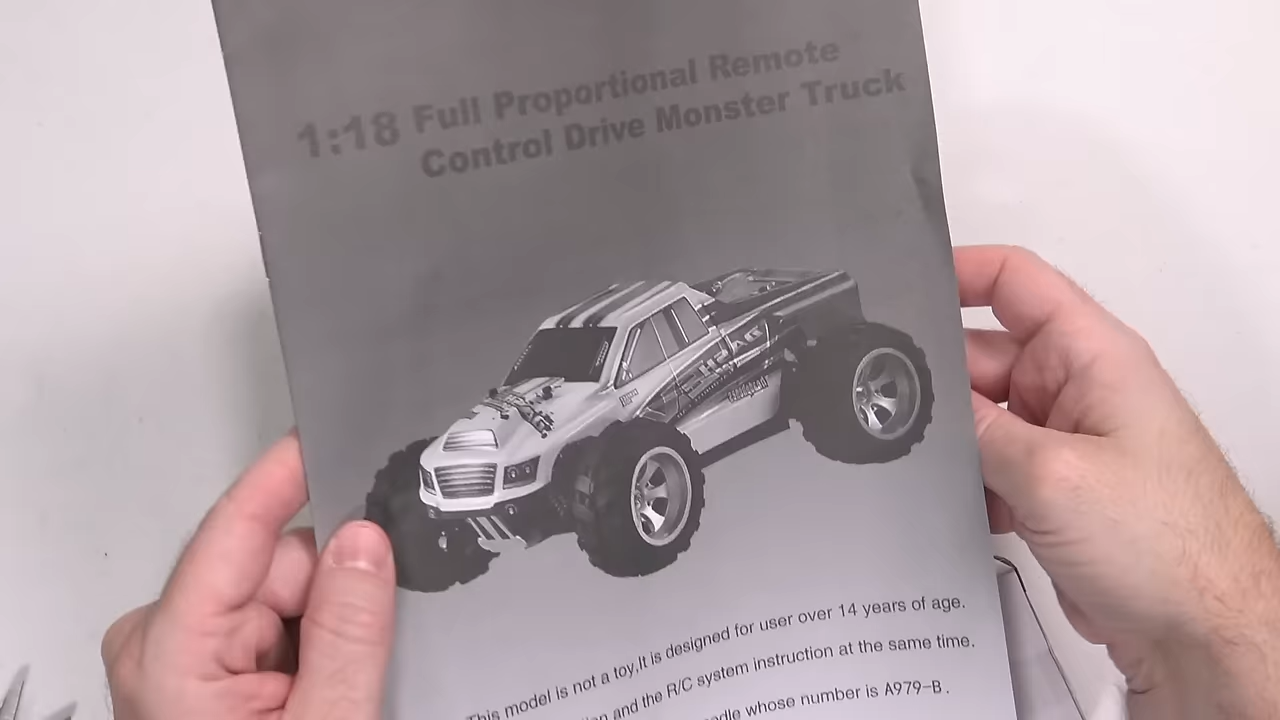 1:18 Full Proportional Remote
Control Drive Monster Truck
This model is not a toy,It is designed for user over 14 years of age.
and the R/C system instruction at the same time.
whose number is A979-B.